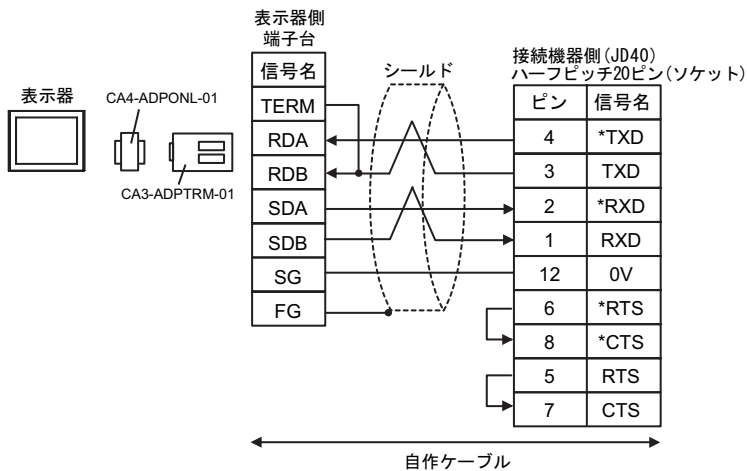 表示器
CA4-ADPONL-01
CA3-ADPTRM-01
表示器側
端子台
信号名
TERM
RDA
RDB
SDA
SDB
SG
FG
シールド
接続機器側(JD40)
ハーフピッチ20ピン(ソケット)
ピン 信号名
4 *TXD
3 TXD
2 *RXD
1 RXD
12 0V
6 *RTS
8 *CTS
5 RTS
7 CTS
自作ケーブル